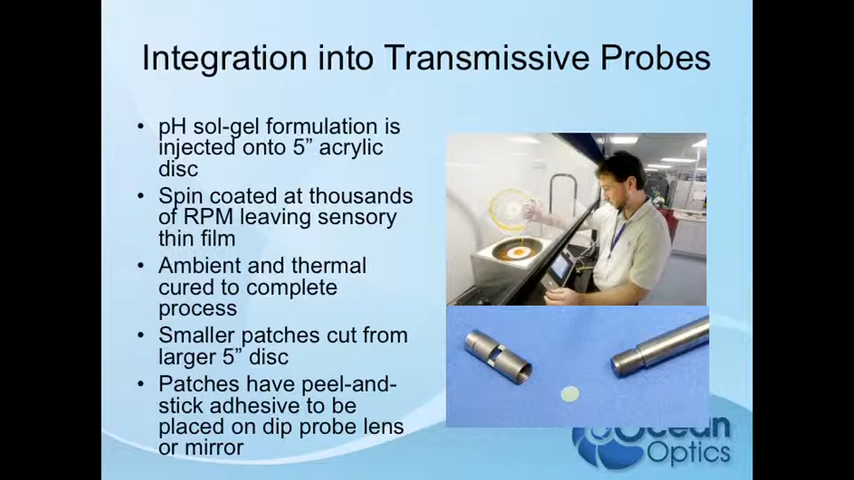 Integration into Transmissive Probes
• pH sol-gel formulation is
injected onto 5” acrylic
disc
• Spin coated at thousands
of RPM leaving sensory
thin film
• Ambient and thermal
cured to complete
process
• Smaller patches cut from
larger 5” disc
• Patches have peel-and-
stick adhesive to be
placed on dip probe lens
or mirror
Ocean
Optics